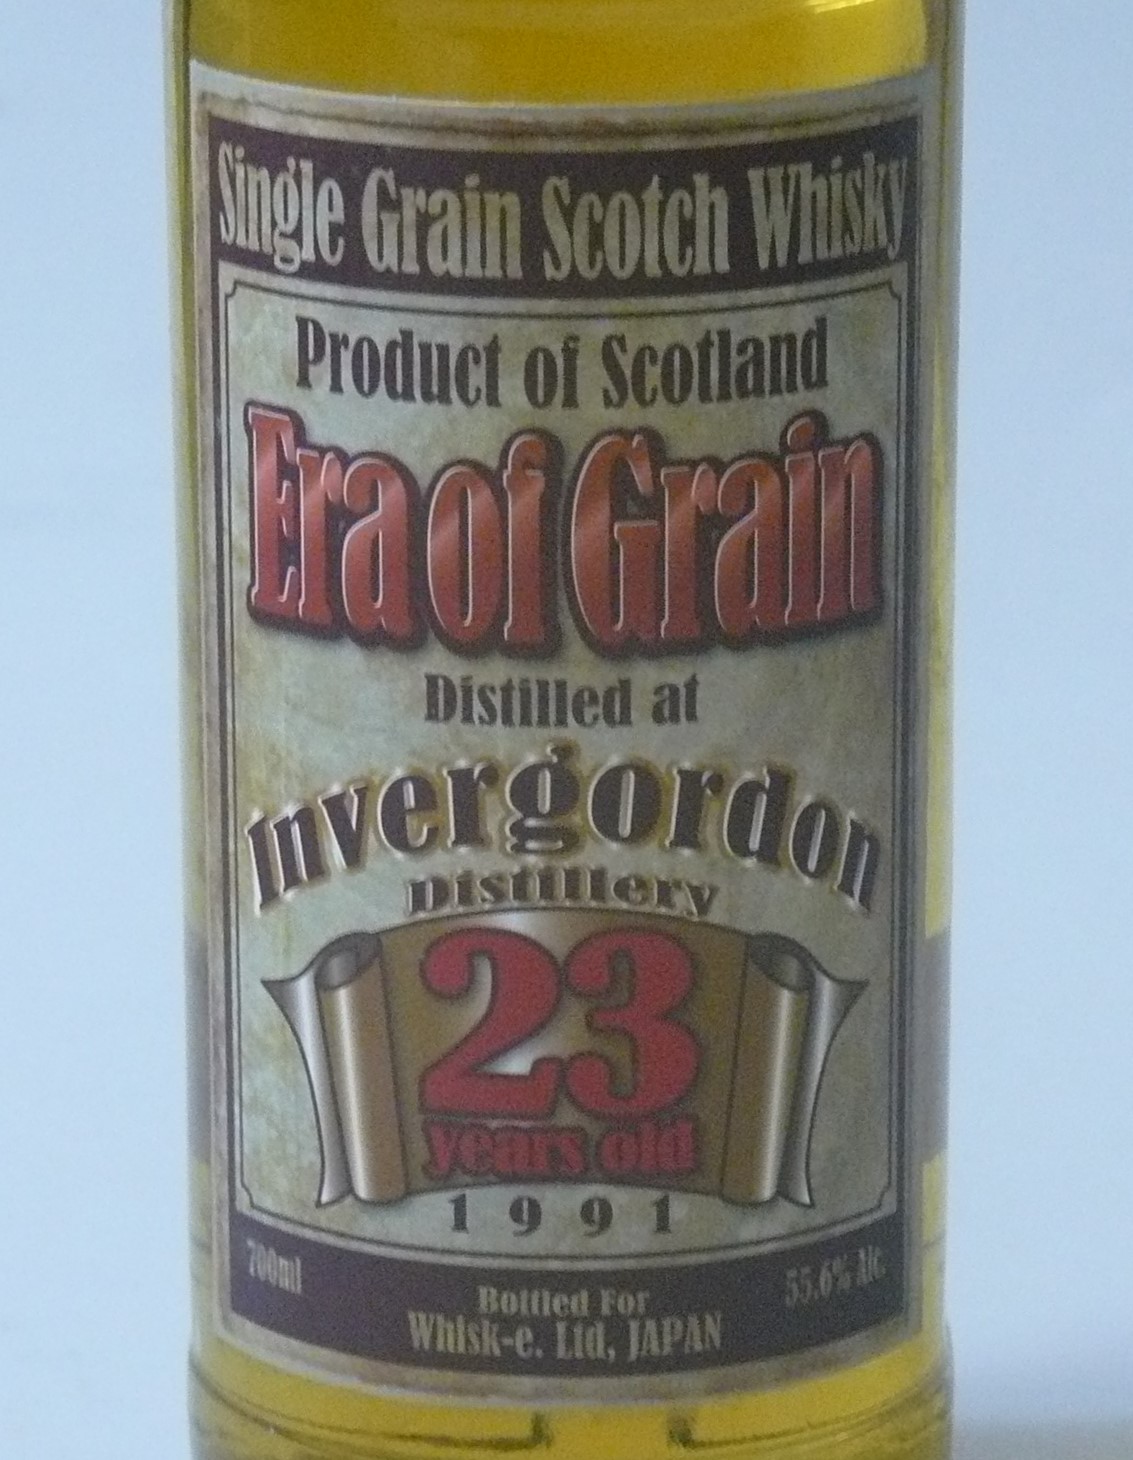 Single Grain Scotch Whisky
Product of Scotland
Era of Grain
Distilled at
Invergordon
Distillery
23
years old
1991
700ml
55.6% Alc.
Bottled For
Whisk-e. Ltd, JAPAN